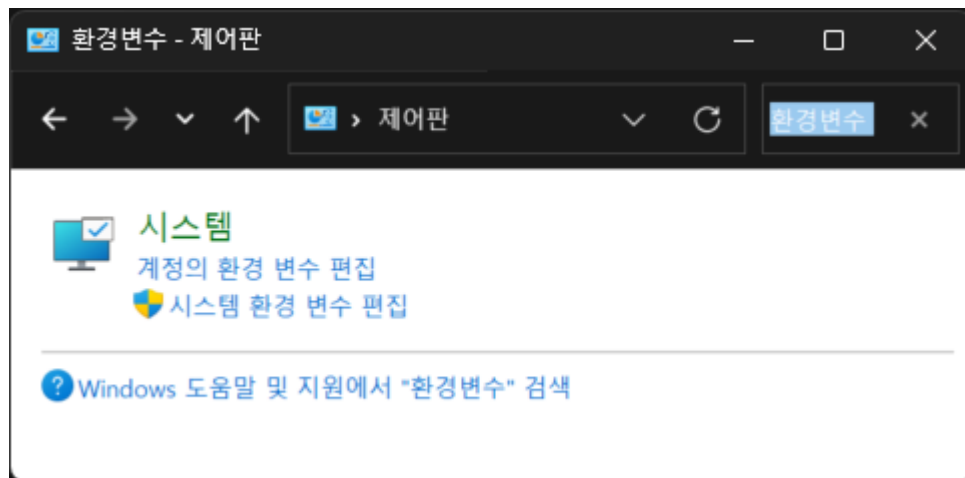 환경변수 - 제어판
제어판
환경변수
시스템
계정의 환경 변수 편집
시스템 환경 변수 편집
Windows 도움말 및 지원에서 "환경변수" 검색